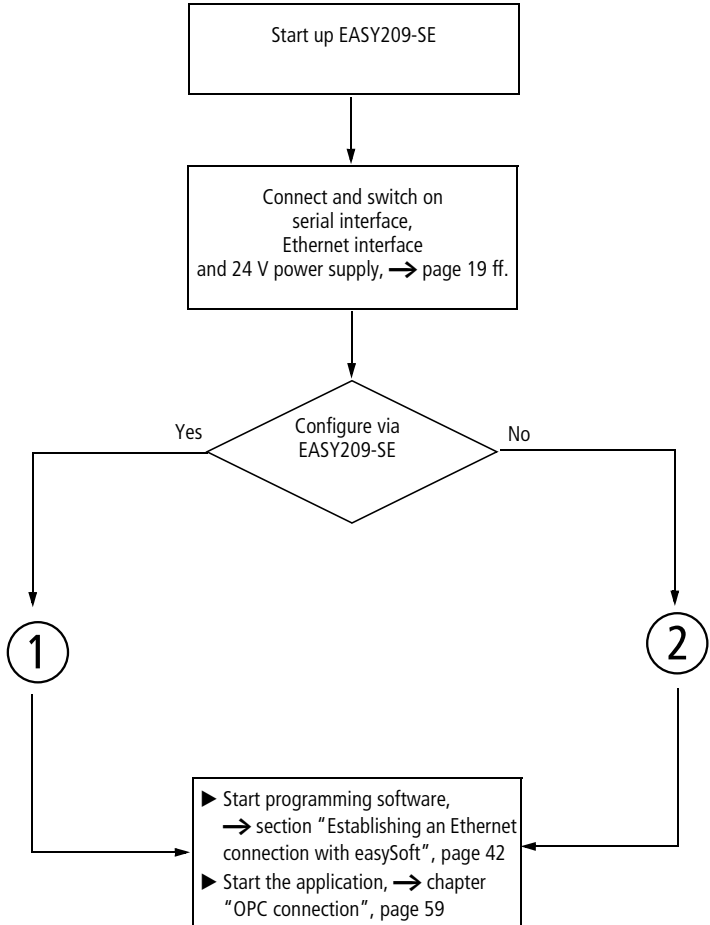 Start up EASY209-SE
Connect and switch on
serial interface,
Ethernet interface
and 24 V power supply, → page 19 ff.
Configure via
EASY209-SE
Yes
No
1
2
▶ Start programming software,
→ section "Establishing an Ethernet
connection with easySoft", page 42
▶ Start the application, → chapter
"OPC connection", page 59